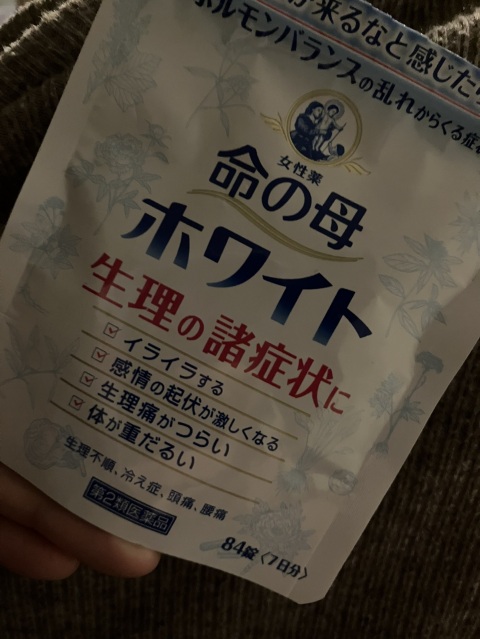 来るなと感じたら
ホルモンバランスの乱れからくる症状
女性薬
命の母
ホワイト
生理の諸症状に
イライラする
感情の起伏が激しくなる
生理痛がつらい
体が重だるい
生理不順、冷え症、頭痛、腰痛
第2類医薬品
84錠〈7日分〉